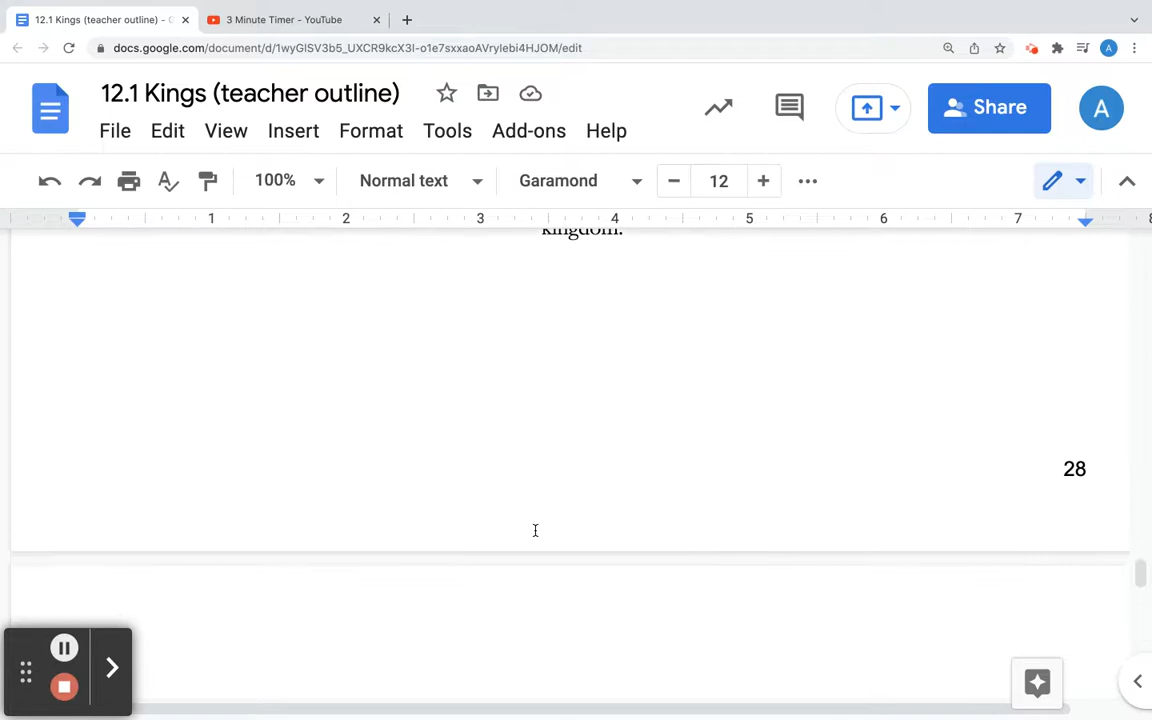 12.1 Kings (teacher outline) - G
3 Minute Timer - YouTube
docs.google.com/document/d/1wyGlSV3b5_UXCR9kcX3I-o1e7sxxaoAVrylebi4HJOM/edit
A
12.1 Kings (teacher outline)
File Edit View Insert Format Tools Add-ons Help
Share
A
100% Normal text Garamond 12
1 2 3 4 5 6 7 8
kingdom.
28